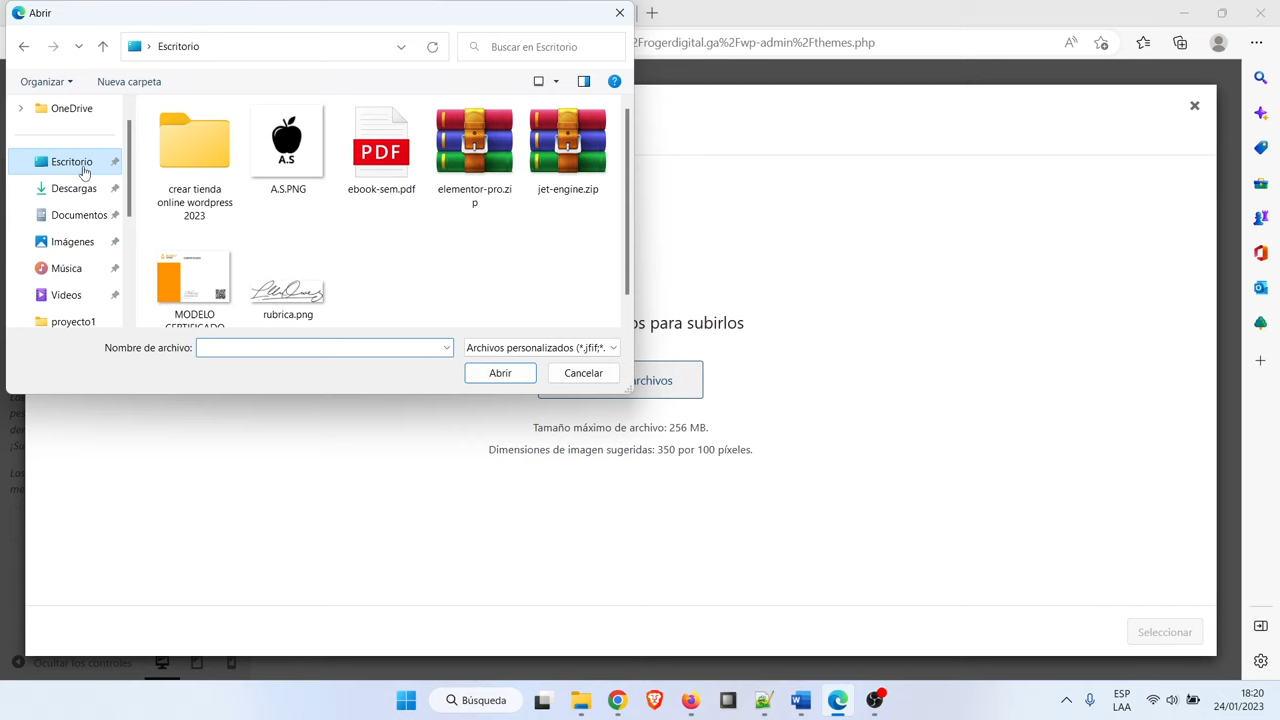 Abrir
Escritorio
Buscar en Escritorio
2Frogerdigital.ga%2Fwp-admin%2Fthemes.php
Organizar
Nueva carpeta
OneDrive
Escritorio
Descargas
Documentos
Imágenes
Música
Videos
proyecto1
A.S
PDF
crear tienda
online wordpress
2023
A.S.PNG
ebook-sem.pdf
elementor-pro.zi
p
jet-engine.zip
MODELO
CERTIFICADO
rubrica.png
Nombre de archivo:
Archivos personalizados (*.jfif;*.
Abrir
Cancelar
os para subirlos
archivos
Tamaño máximo de archivo: 256 MB.
Dimensiones de imagen sugeridas: 350 por 100 píxeles.
Seleccionar
Ocultar los controles
Búsqueda
ESP
LAA
18:20
24/01/2023